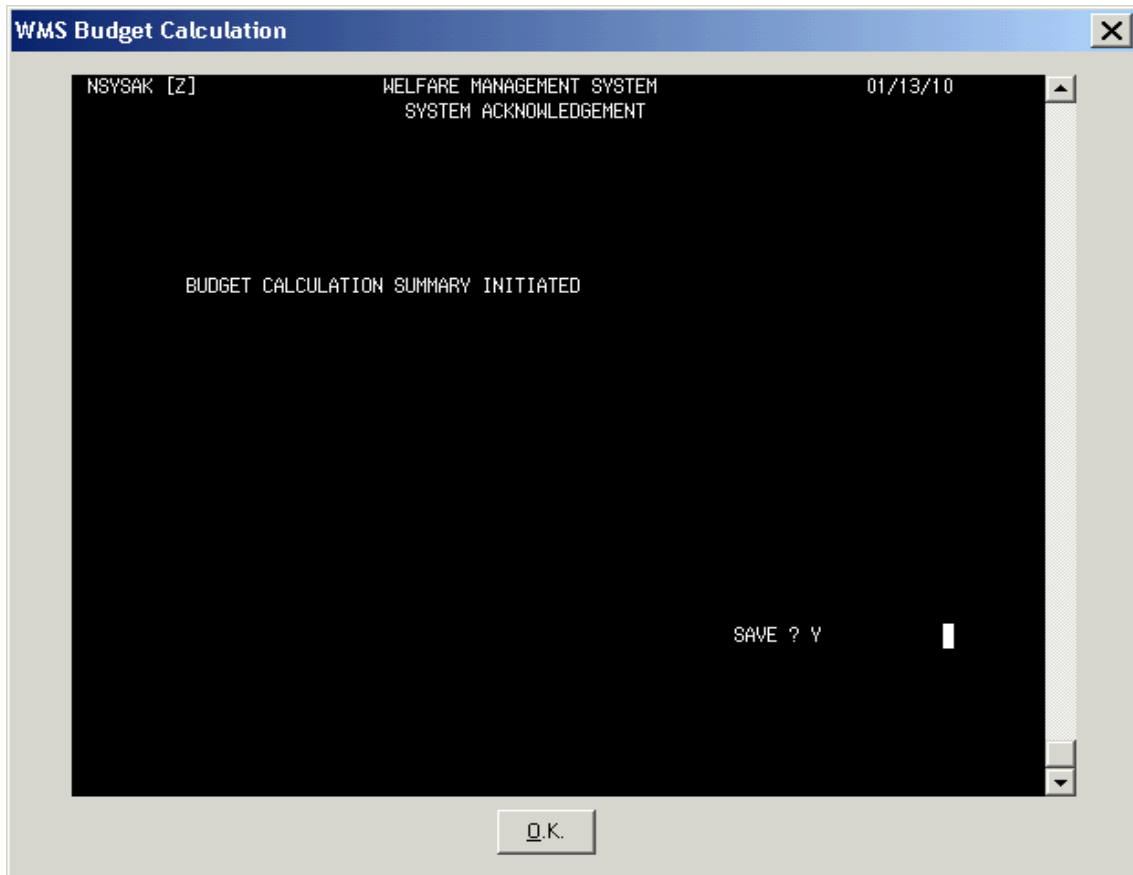 WMS Budget Calculation
NSYSAK [Z] WELFARE MANAGEMENT SYSTEM 01/13/10
SYSTEM ACKNOWLEDGEMENT
BUDGET CALCULATION SUMMARY INITIATED
SAVE ? Y
O.K.